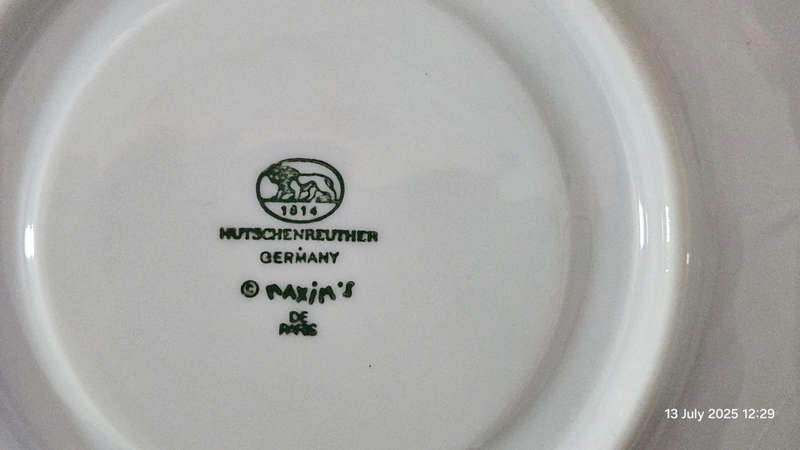 1814
HUTSCHENREUTHER
GERMANY
© MAXiM'S
DE
PARIS
13 July 2025 12:29